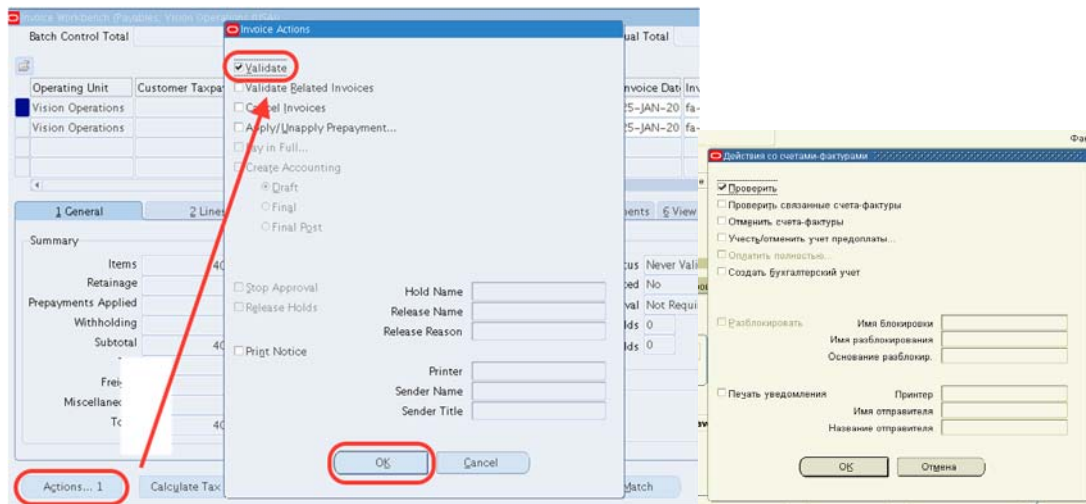 Invoice Workbench (Payables, Vision Operations (USA))
Batch Control Total
ual Total
Operating Unit
Customer Taxpa
nvoice Dat
Inv
Vision Operations
25-JAN-20
fa-
Vision Operations
25-JAN-20
fa-
1 General
2 Lines
ents
6 View
Summary
Items
40
tus
Never Vali
Retainage
ted
No
Prepayments Applied
val
Not Requi
Withholding
lds
0
Subtotal
40
lds
0
Frei
Miscellane
To
40
Actions... 1
Calculate Tax
Match
Invoice Actions
Validate
Validate Related Invoices
Cancel Invoices
Apply/Unapply Prepayment...
Pay in Full...
Create Accounting
Draft
Final
Final Post
Stop Approval
Hold Name
Release Holds
Release Name
Release Reason
Print Notice
Printer
Sender Name
Sender Title
OK
Cancel
Фак
Действия со счетами-фактурами
Проверить
Проверить связанные счета-фактуры
Отменить счета-фактуры
Учесть/отменить учет предоплаты...
Оплатить полностью...
Создать бухгалтерский учет
Разблокировать
Имя блокировки
Имя разблокирования
Основание разблокир.
Печать уведомления
Принтер
Имя отправителя
Название отправителя
OK
Отмена